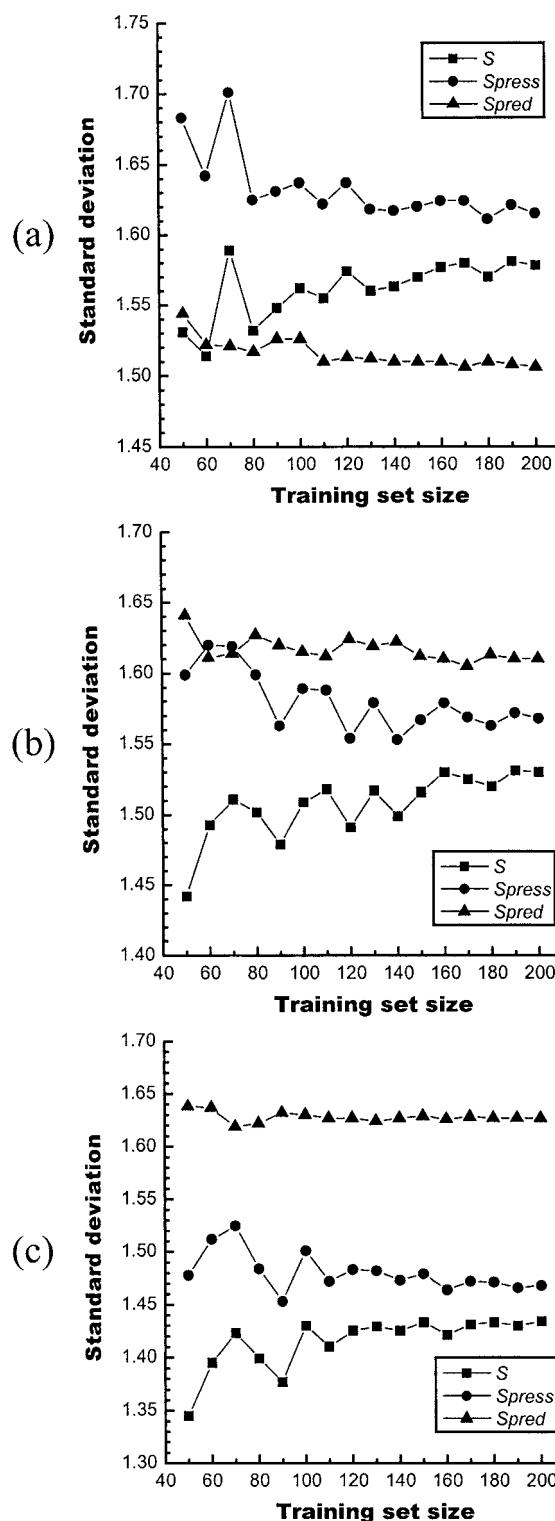 (a)
Standard deviation
1.75
1.70
1.65
1.60
1.55
1.50
1.45
S
Spress
Spred
40 60 80 100 120 140 160 180 200
Training set size
(b)
Standard deviation
1.70
1.65
1.60
1.55
1.50
1.45
1.40
S
Spress
Spred
40 60 80 100 120 140 160 180 200
Training set size
(c)
Standard deviation
1.70
1.65
1.60
1.55
1.50
1.45
1.40
1.35
1.30
S
Spress
Spred
40 60 80 100 120 140 160 180 200
Training set size